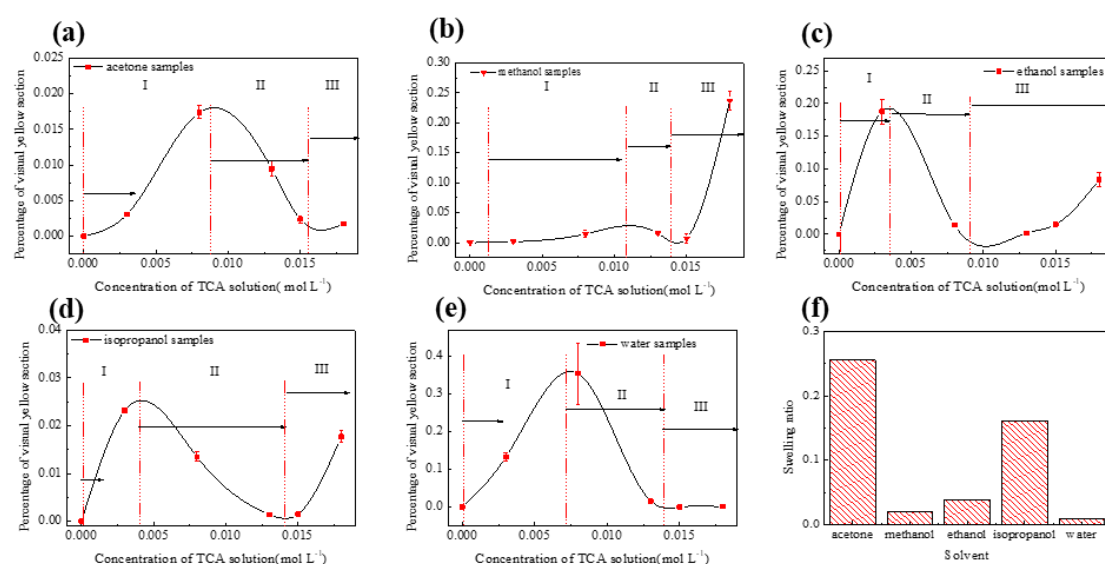 (a)
Percentage of visual yellow section
0.025
0.020
0.015
0.010
0.005
0.000
acetone samples
I
II
III
0.000
0.005
0.010
0.015
Concentration of TCA solution( mol L⁻¹)
(b)
Percentage of visual yellow section
0.30
0.25
0.20
0.15
0.10
0.05
0.00
methanol samples
I
II
III
0.000
0.005
0.010
0.015
Concentration of TCA solution( mol L⁻¹)
(c)
Percentage of visual yellow section
0.25
0.20
0.15
0.10
0.05
0.00
ethanol samples
I
II
III
0.000
0.005
0.010
0.015
Concentration of TCA solution( mol L⁻¹)
(d)
Percentage of visual yellow section
0.04
0.03
0.02
0.01
0.00
isopropanol samples
I
II
III
0.000
0.005
0.010
0.015
Concentration of TCA solution( mol L⁻¹)
(e)
Percentage of visual yellow section
0.4
0.3
0.2
0.1
0.0
water samples
I
II
III
0.000
0.005
0.010
0.015
Concentration of TCA solution( mol L⁻¹)
(f)
Swelling ratio
0.3
0.2
0.1
0.0
acetone
methanol
ethanol
isopropanol
water
Solvent